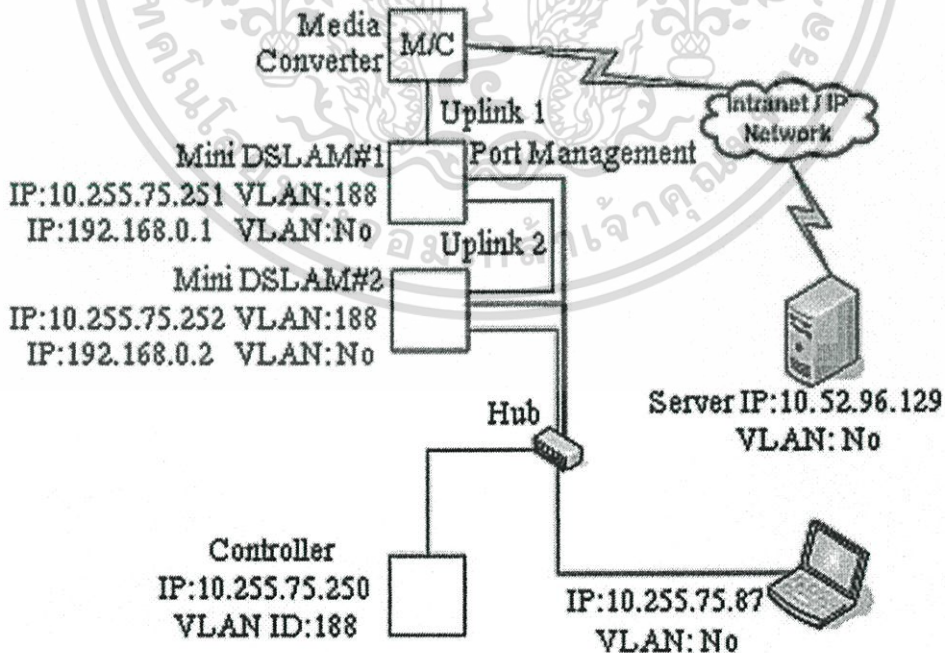 Media
Converter
M/C
Uplink 1
Intranet / IP
Network
Mini DSLAM#1
Port Management
IP:10.255.75.251 VLAN:188
IP:192.168.0.1 VLAN:No
Uplink 2
Mini DSLAM#2
IP:10.255.75.252 VLAN:188
IP:192.168.0.2 VLAN:No
Hub
Server IP:10.52.96.129
VLAN: No
Controller
IP:10.255.75.250
VLAN ID:188
IP:10.255.75.87
VLAN: No